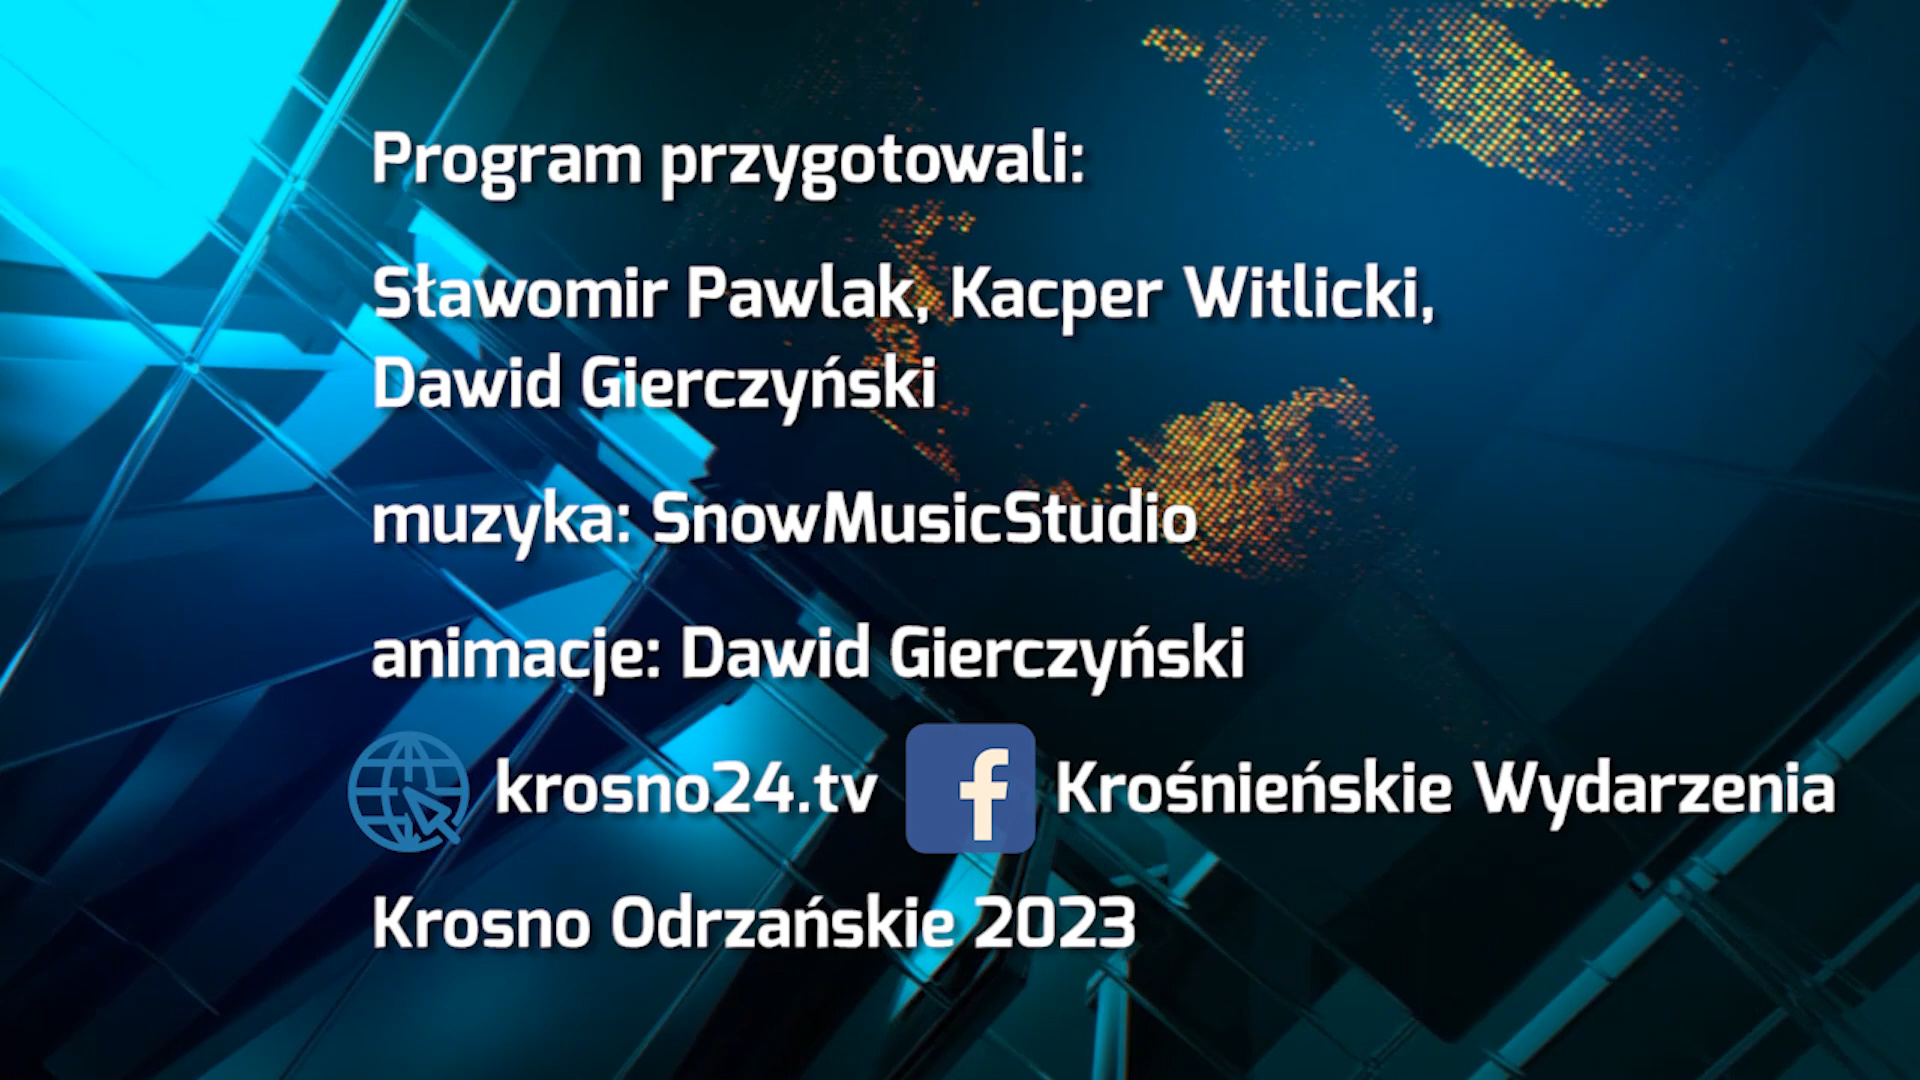 Program przygotowali:
Sławomir Pawlak, Kacper Witlicki,
Dawid Gierczyński
muzyka: SnowMusicStudio
animacje: Dawid Gierczyński
krosno24.tv f Krośnieńskie Wydarzenia
Krosno Odrzańskie 2023